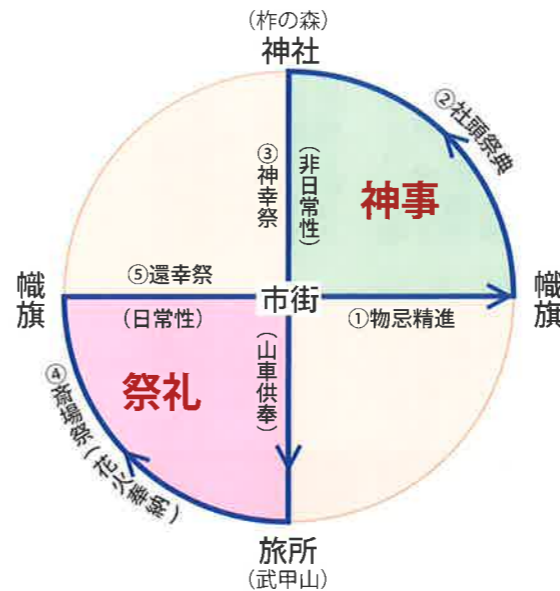 (柞の森)
神社
②社頭祭典
③神幸祭
(非日常性)
神事
⑤還幸祭
幟旗
市街
幟旗
(日常性)
①物忌精進
(山車供奉)
祭礼
④斎場祭(花火奉納)
旅所
(武甲山)